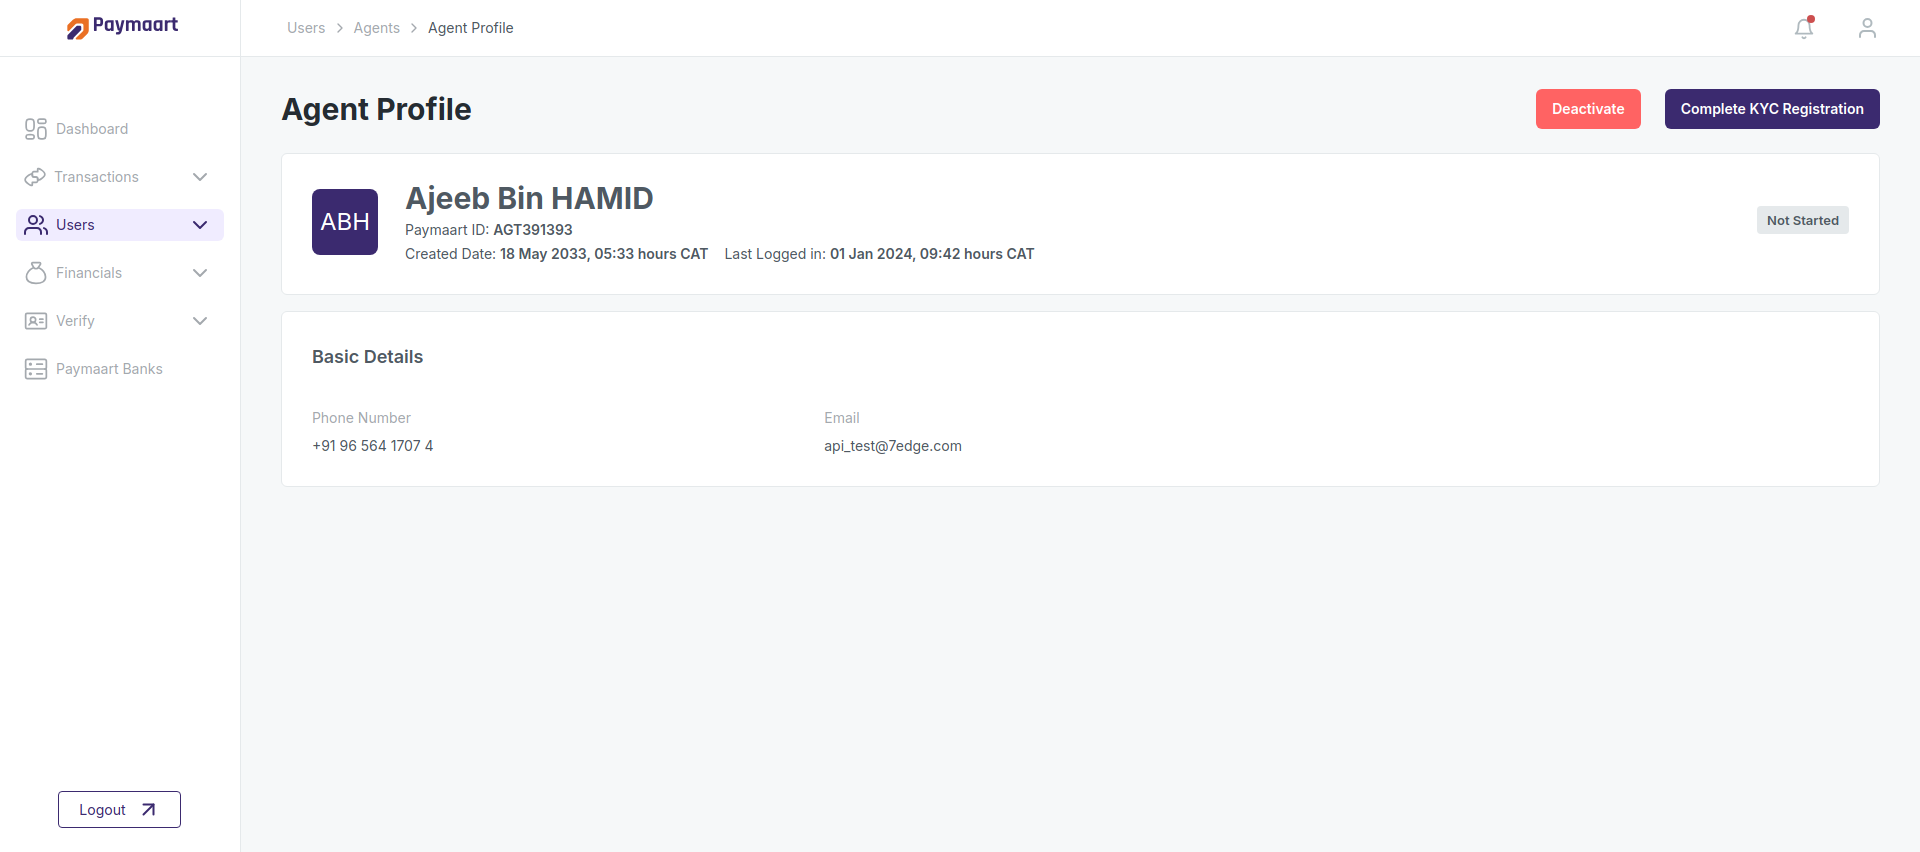 Paymaart
Users > Agents > Agent Profile
Dashboard
Transactions
Users
Financials
Verify
Paymaart Banks
Logout
Agent Profile
Deactivate
Complete KYC Registration
ABH
Ajeeb Bin HAMID
Paymaart ID: AGT391393
Created Date: 18 May 2033, 05:33 hours CAT Last Logged in: 01 Jan 2024, 09:42 hours CAT
Not Started
Basic Details
Phone Number
+91 96 564 1707 4
Email
api_test@7edge.com